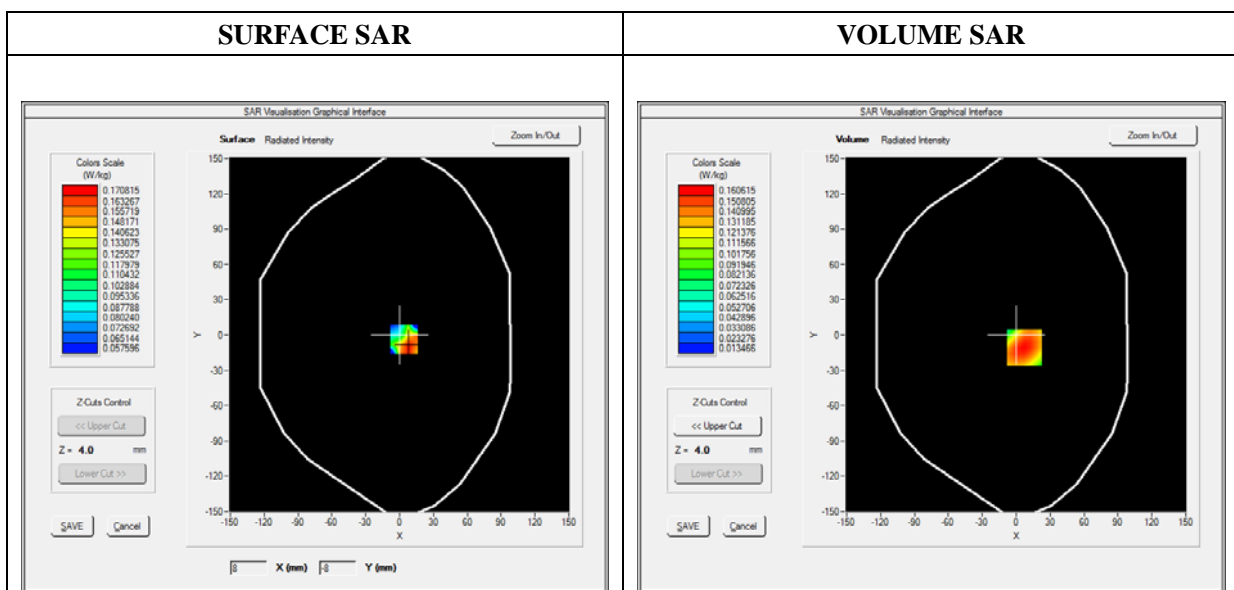 SURFACE SAR
SAR Visualisation Graphical Interface
Surface Radiated Intensity
Zoom In/Out
Colors Scale
(W/kg)
0.170815
0.163267
0.155719
0.148171
0.140623
0.133075
0.125527
0.117979
0.110432
0.102884
0.095336
0.087788
0.080240
0.072692
0.065144
0.057596
Z-Cuts Control
<< Upper Cut
Z = 4.0 mm
Lower Cut >>
SAVE Cancel
150
120
90
60
30
0
-30
-60
-90
-120
-150
Y
-150 -120 -90 -60 -30 0 30 60 90 120 150
X
8 X (mm) -8 Y (mm)
VOLUME SAR
SAR Visualisation Graphical Interface
Volume Radiated Intensity
Zoom In/Out
Colors Scale
(W/kg)
0.160615
0.150805
0.140995
0.131185
0.121376
0.111566
0.101756
0.091946
0.082136
0.072326
0.062516
0.052706
0.042896
0.033086
0.023276
0.013466
Z-Cuts Control
<< Upper Cut
Z = 4.0 mm
Lower Cut >>
SAVE Cancel
150
120
90
60
30
0
-30
-60
-90
-120
-150
Y
-150 -120 -90 -60 -30 0 30 60 90 120 150
X